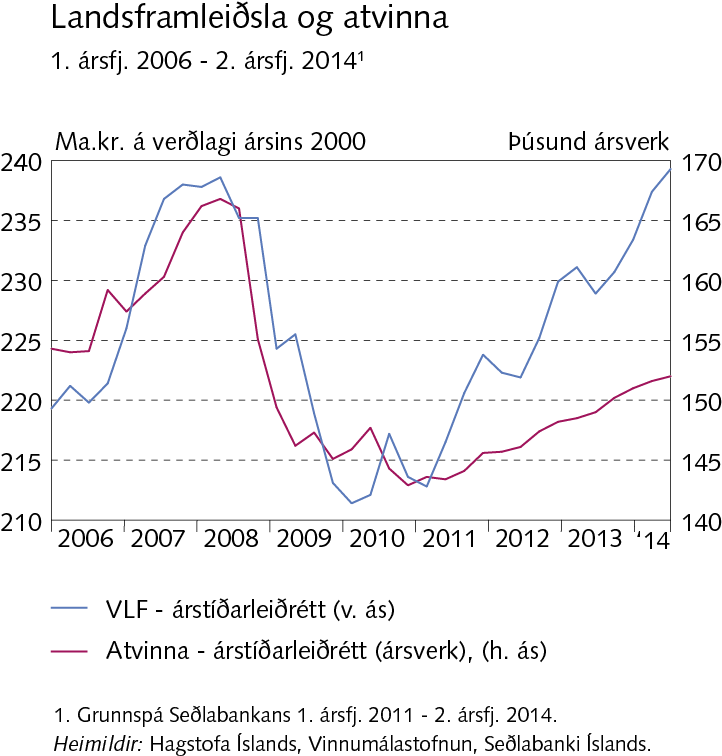 Landsframleiðsla og atvinna
1. ársfj. 2006 - 2. ársfj. 2014¹
Ma.kr. á verðlagi ársins 2000 Þúsund ársverk
240 170
235 165
230 160
225 155
220 150
215 145
210 140
2006 2007 2008 2009 2010 2011 2012 2013 ‘14
VLF - árstíðarleiðrétt (v. ás)
Atvinna - árstíðarleiðrétt (ársverk), (h. ás)
1. Grunnspá Seðlabankans 1. ársfj. 2011 - 2. ársfj. 2014.
Heimildir: Hagstofa Íslands, Vinnumálastofnun, Seðlabanki Íslands.